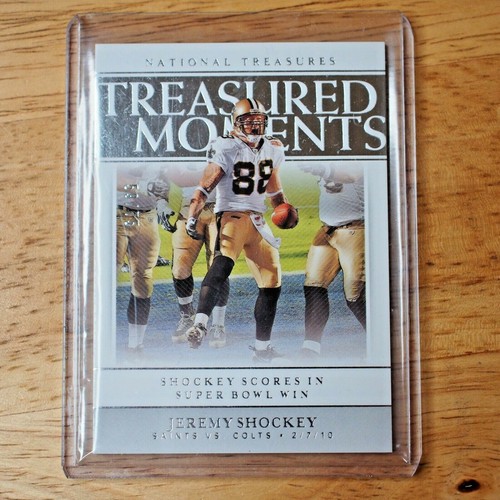 NATIONAL TREASURES
TREASURED
MOMENTS
88
SHOCKEY SCORES IN
SUPER BOWL WIN
JEREMY SHOCKEY
SAINTS VS. COLTS • 2/7/10